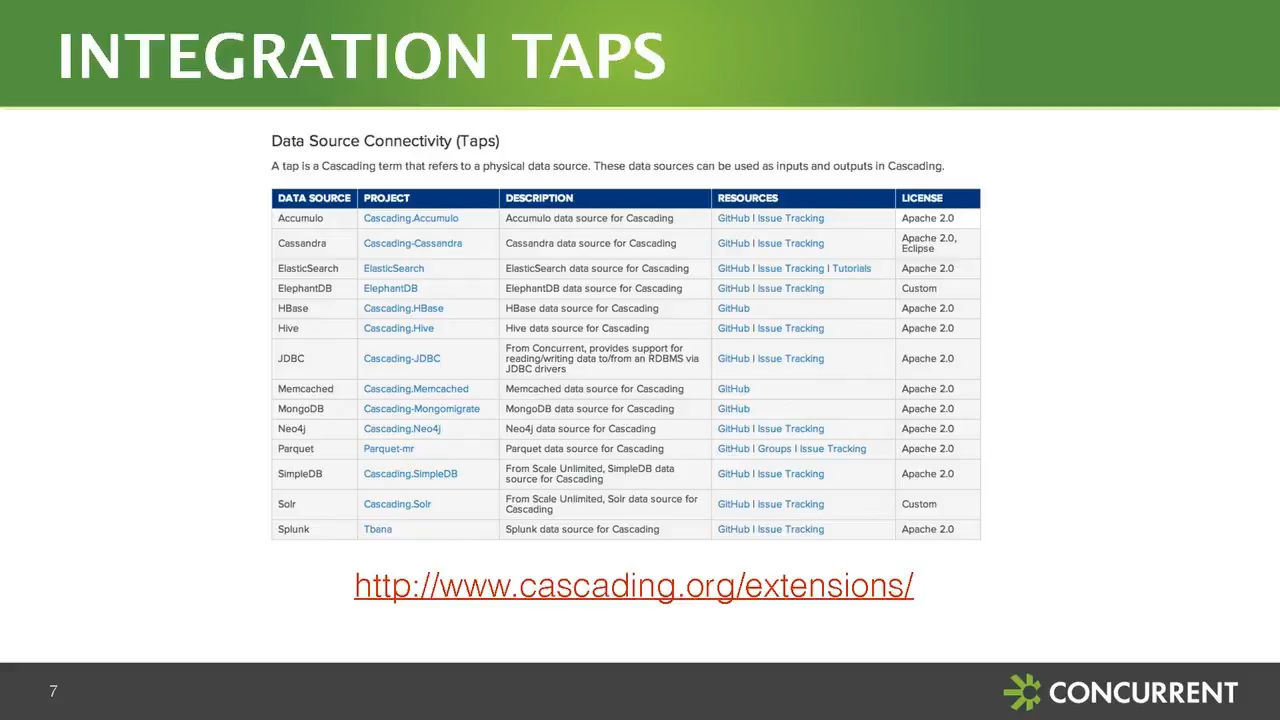 INTEGRATION TAPS
Data Source Connectivity (Taps)
A tap is a Cascading term that refers to a physical data source. These data sources can be used as inputs and outputs in Cascading.
DATA SOURCE PROJECT DESCRIPTION RESOURCES LICENSE
Accumulo Cascading.Accumulo Accumulo data source for Cascading GitHub | Issue Tracking Apache 2.0
Cassandra Cascading-Cassandra Cassandra data source for Cascading GitHub | Issue Tracking Apache 2.0,
Eclipse
ElasticSearch ElasticSearch ElasticSearch data source for Cascading GitHub | Issue Tracking | Tutorials Apache 2.0
ElephantDB ElephantDB ElephantDB data source for Cascading GitHub | Issue Tracking Custom
HBase Cascading.HBase HBase data source for Cascading GitHub Apache 2.0
Hive Cascading.Hive Hive data source for Cascading GitHub | Issue Tracking Apache 2.0
JDBC Cascading-JDBC From Concurrent, provides support for
reading/writing data to/from an RDBMS via
JDBC drivers GitHub | Issue Tracking Apache 2.0
Memcached Cascading.Memcached Memcached data source for Cascading GitHub Apache 2.0
MongoDB Cascading-Mongomigrate MongoDB data source for Cascading GitHub Apache 2.0
Neo4j Cascading.Neo4j Neo4j data source for Cascading GitHub | Issue Tracking Apache 2.0
Parquet Parquet-mr Parquet data source for Cascading GitHub | Groups | Issue Tracking Apache 2.0
SimpleDB Cascading.SimpleDB From Scale Unlimited, SimpleDB data
source for Cascading GitHub | Issue Tracking Apache 2.0
Solr Cascading.Solr From Scale Unlimited, Solr data source for
Cascading GitHub | Issue Tracking Custom
Splunk Tbana Splunk data source for Cascading GitHub | Issue Tracking Apache 2.0
http://www.cascading.org/extensions/
7
CONCURRENT